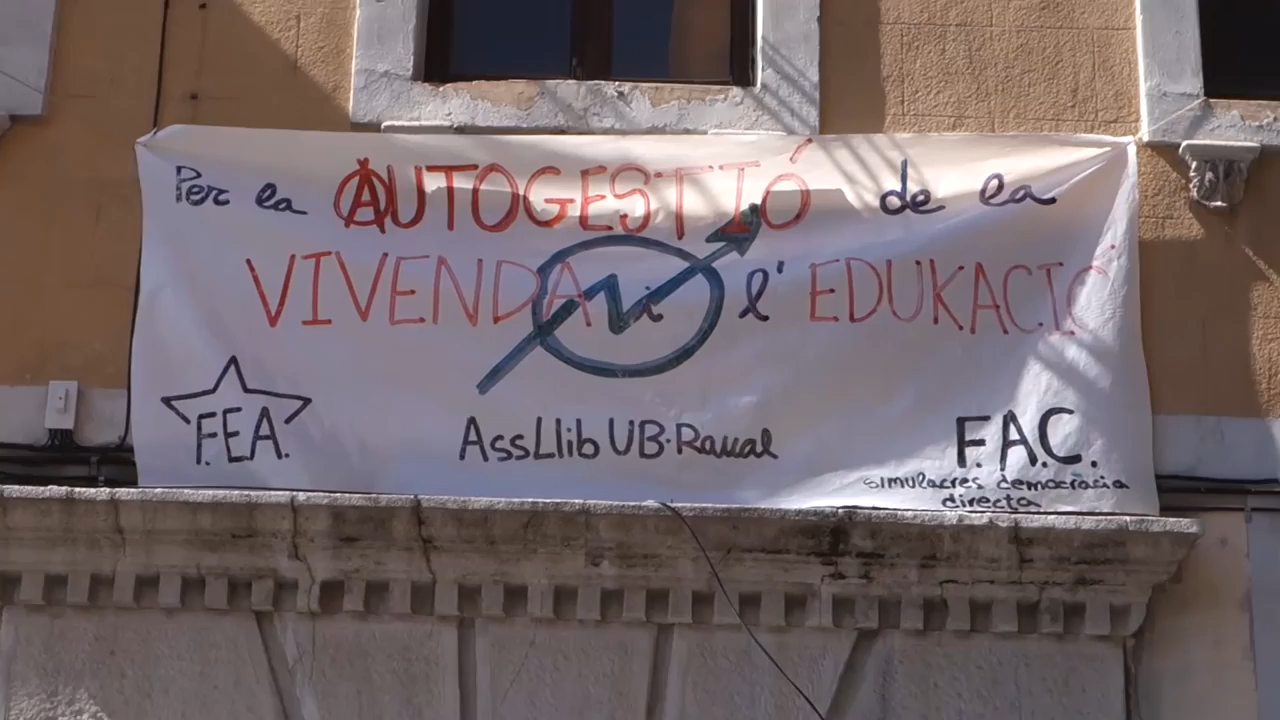 Per la AUTOGESTIÓ de la
VIVENDA i l' EDUKACIÓ
F.E.A.
AssLlib UB·Raval
F.A.C.
simulacres democràcia
directa